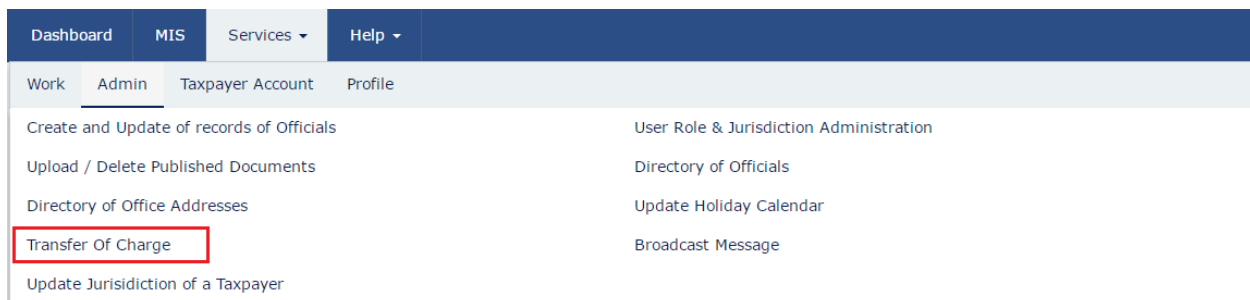 Dashboard MIS Services Help
Work Admin Taxpayer Account Profile
Create and Update of records of Officials User Role & Jurisdiction Administration
Upload / Delete Published Documents Directory of Officials
Directory of Office Addresses Update Holiday Calendar
Transfer Of Charge Broadcast Message
Update Jurisidiction of a Taxpayer